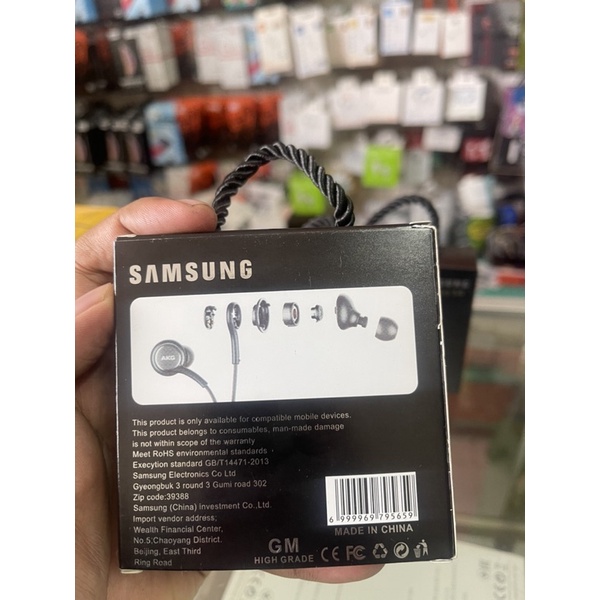 SAMSUNG
AKG
This product is only available for compatible mobile devices.
This product belongs to consumables, man-made damage
is not within scope of the warranty
Meet RoHS environmental standards
Execytion standard GB/T14471-2013
Samsung Electronics Co Ltd
Gyeongbuk 3 round 3 Gumi road 302
Zip code:39388
Samsung (China) Investment Co.,Ltd.
Import vendor address:
Wealth Financial Center,
No.5;Chaoyang District.
Beijing, East Third
Ring Road
6 999969 795659
MADE IN CHINA
GM
HIGH GRADE
CE FC